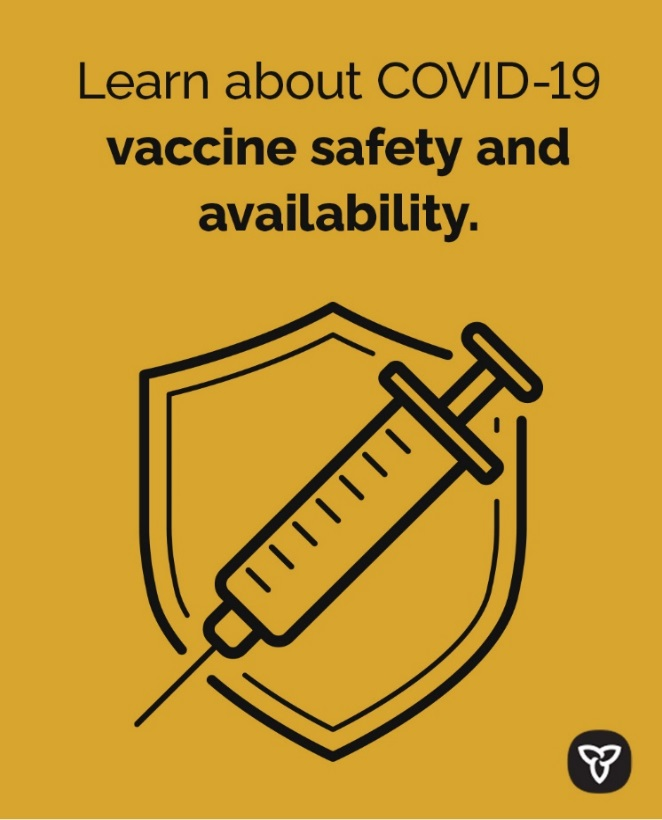 Learn about COVID-19
vaccine safety and
availability.